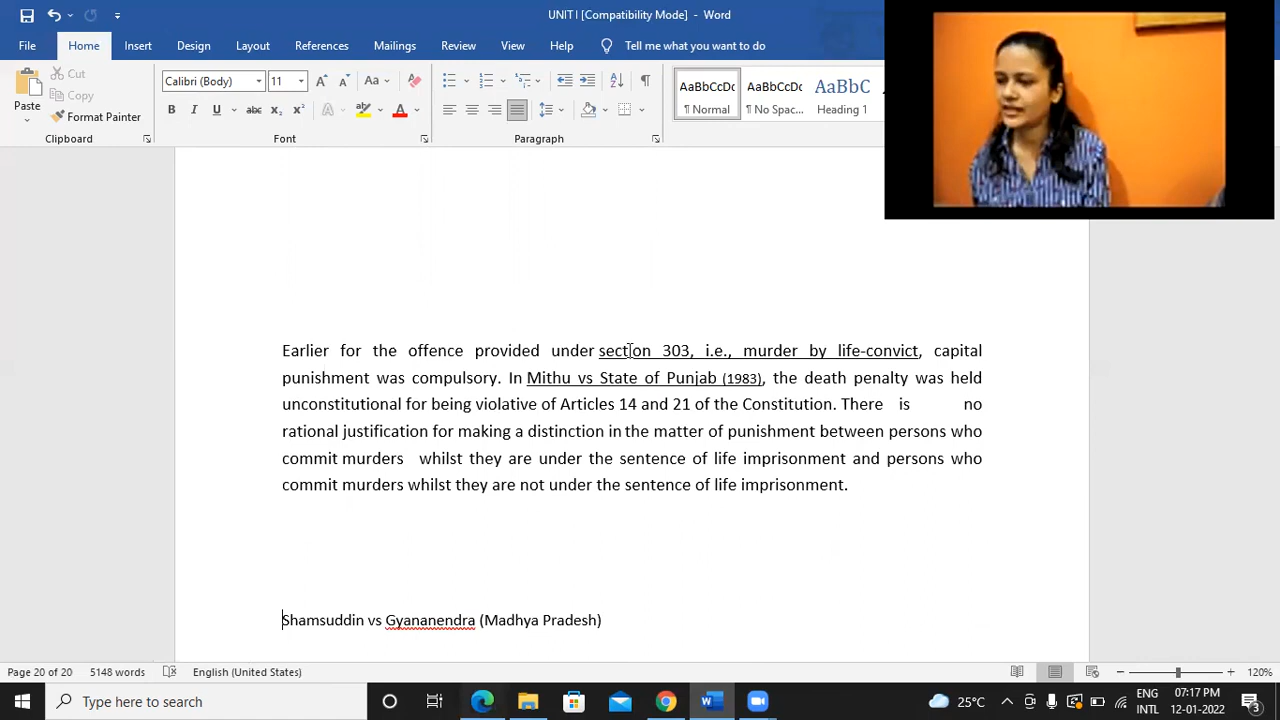 UNIT I [Compatibility Mode] - Word
File Home Insert Design Layout References Mailings Review View Help Tell me what you want to do
Paste
Cut
Copy
Format Painter
Clipboard
Calibri (Body) 11 A A Aa A
B I U abc x₂ x² A A
Font
Paragraph
AaBbCcDc
¶ Normal
AaBbCcDc
¶ No Spac...
AaBbC
Heading 1
Earlier for the offence provided under section 303, i.e., murder by life-convict, capital
punishment was compulsory. In Mithu vs State of Punjab (1983), the death penalty was held
unconstitutional for being violative of Articles 14 and 21 of the Constitution. There is no
rational justification for making a distinction in the matter of punishment between persons who
commit murders whilst they are under the sentence of life imprisonment and persons who
commit murders whilst they are not under the sentence of life imprisonment.
Shamsuddin vs Gyananendra (Madhya Pradesh)
Page 20 of 20 5148 words English (United States) 120%
Type here to search 25°C ENG 07:17 PM
INTL 12-01-2022 3